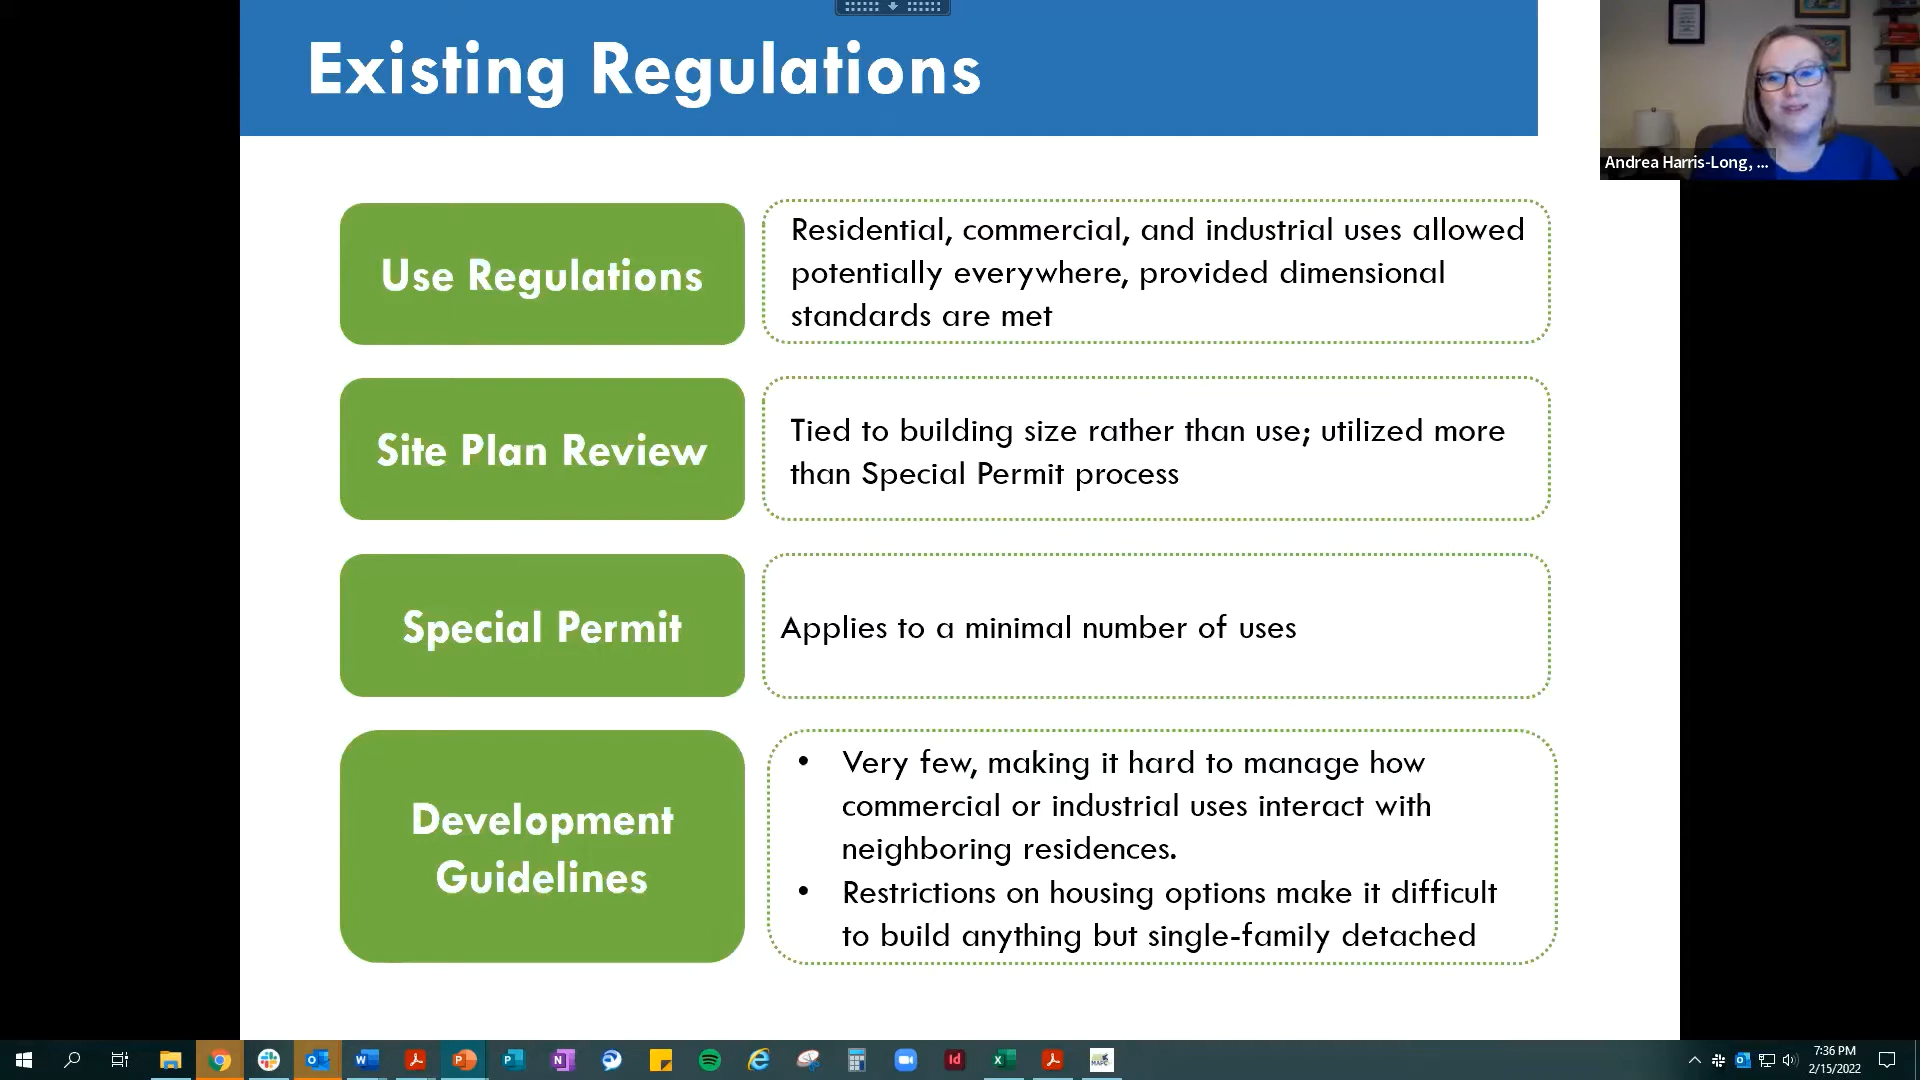 Existing Regulations
Andrea Harris-Long, ...
Use Regulations
Residential, commercial, and industrial uses allowed
potentially everywhere, provided dimensional
standards are met
Site Plan Review
Tied to building size rather than use; utilized more
than Special Permit process
Special Permit
Applies to a minimal number of uses
Development
Guidelines
• Very few, making it hard to manage how
commercial or industrial uses interact with
neighboring residences.
• Restrictions on housing options make it difficult
to build anything but single-family detached
7:36 PM
2/15/2022